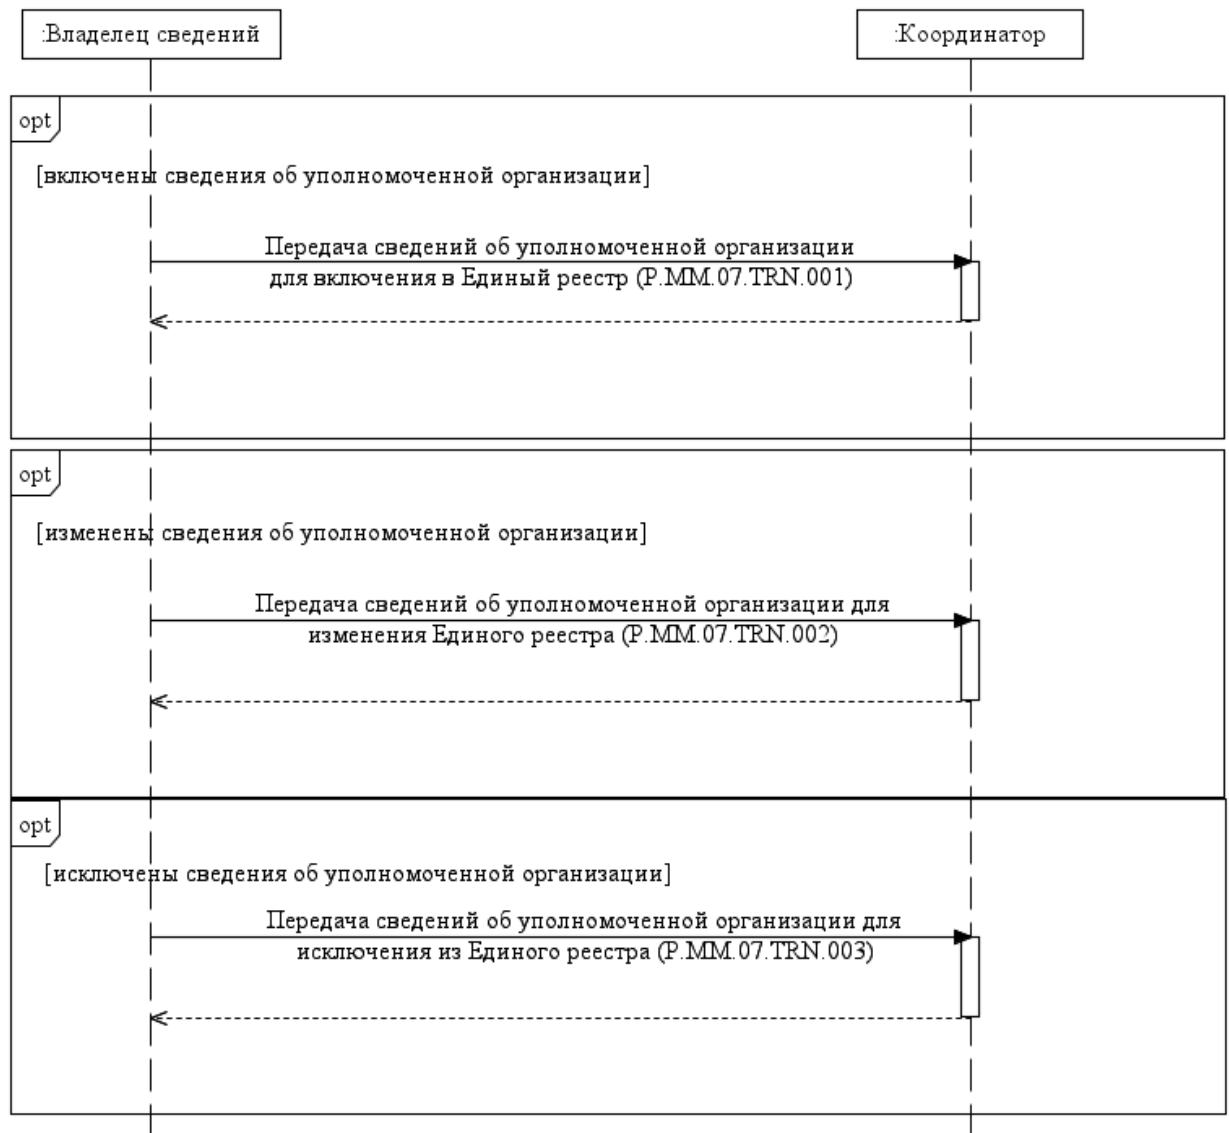 :Владелец сведений
:Координатор
opt
[включены сведения об уполномоченной организации]
Передача сведений об уполномоченной организации
для включения в Единый реестр (P.MM.07.TRN.001)
opt
[изменены сведения об уполномоченной организации]
Передача сведений об уполномоченной организации для
изменения Единого реестра (P.MM.07.TRN.002)
opt
[исключены сведения об уполномоченной организации]
Передача сведений об уполномоченной организации для
исключения из Единого реестра (P.MM.07.TRN.003)